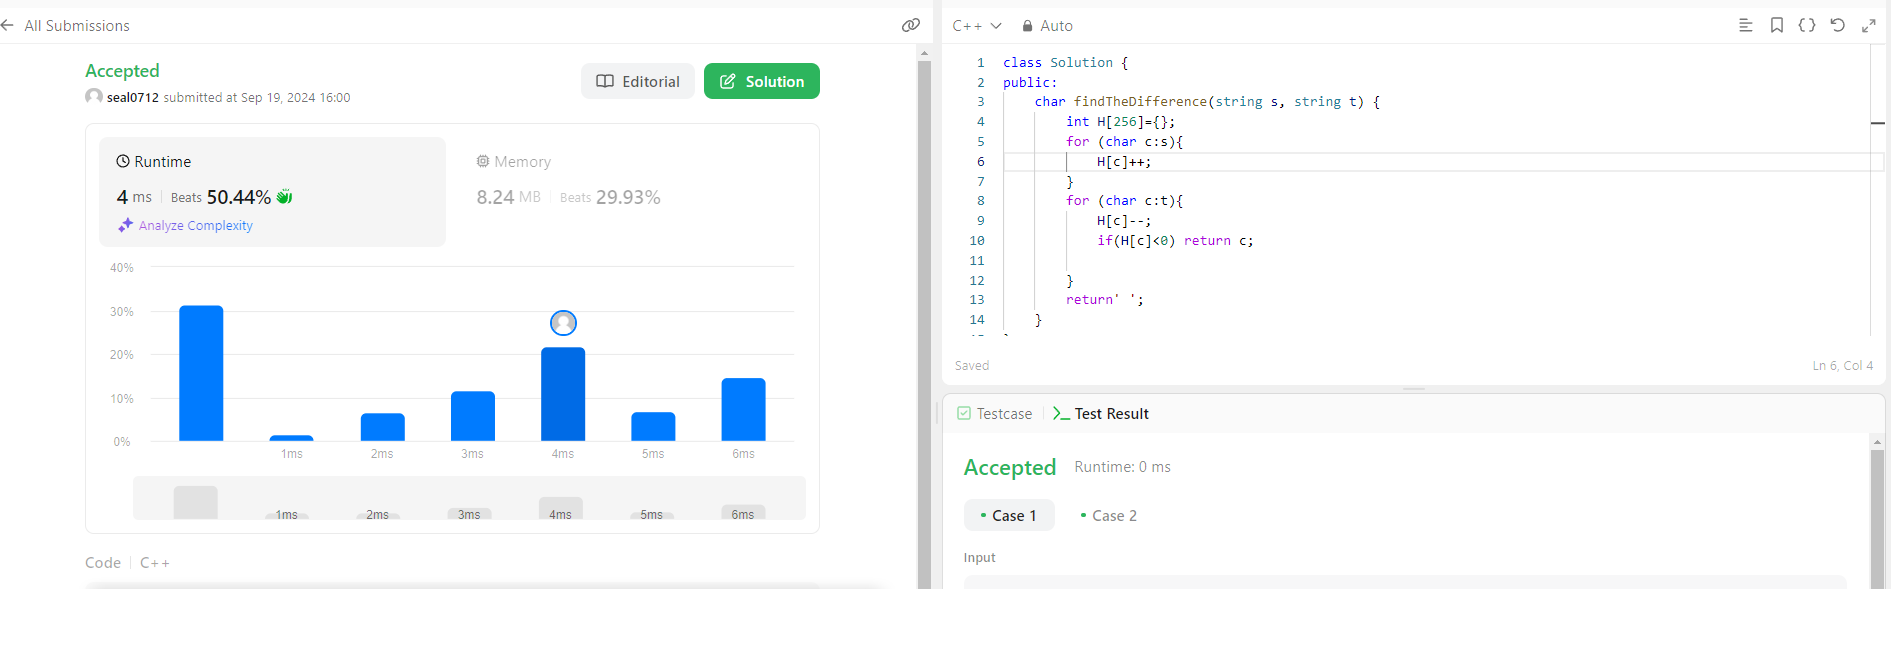 All Submissions
Accepted
seal0712 submitted at Sep 19, 2024 16:00
Editorial
Solution
Runtime
4 ms
Beats 50.44%
Analyze Complexity
Memory
8.24 MB
Beats 29.93%
40%
30%
20%
10%
0%
1ms 2ms 3ms 4ms 5ms 6ms
1ms 2ms 3ms 4ms 5ms 6ms
Code
C++
C++
Auto
1 class Solution {
2 public:
3     char findTheDifference(string s, string t) {
4         int H[256]={};
5         for (char c:s){
6             H[c]++;
7         }
8         for (char c:t){
9             H[c]--;
10             if(H[c]<0) return c;
11
12         }
13         return' ';
14     }
Saved
Ln 6, Col 4
Testcase
Test Result
Accepted
Runtime: 0 ms
• Case 1
• Case 2
Input